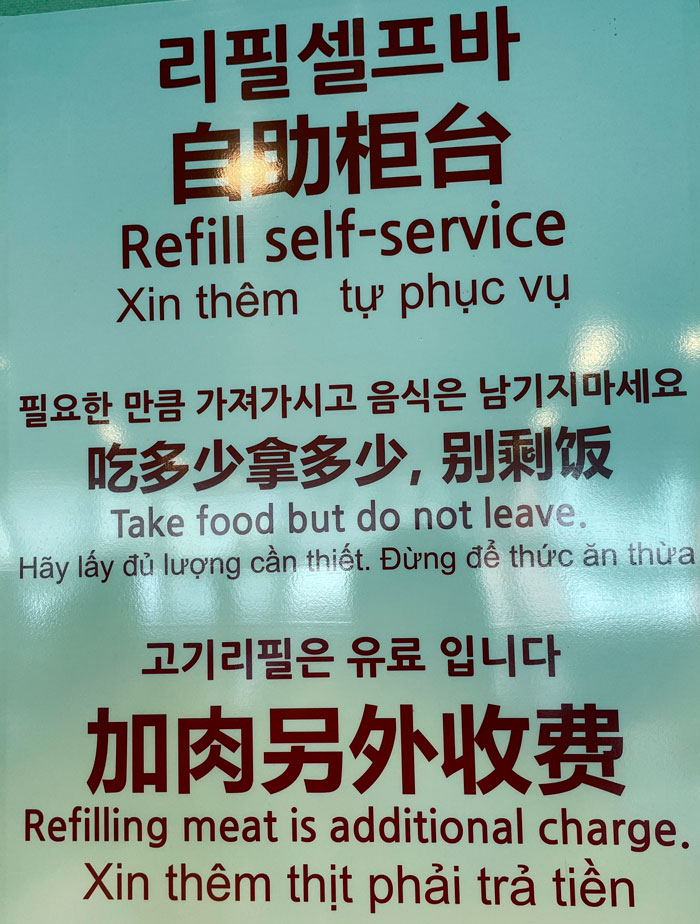 리필셀프바
自助柜台
Refill self-service
Xin thêm tự phục vụ
필요한 만큼 가져가시고 음식은 남기지마세요
吃多少拿多少, 别剩饭
Take food but do not leave.
Hãy lấy đủ lượng cần thiết. Đừng để thức ăn thừa
고기리필은 유료 입니다
加肉另外收费
Refilling meat is additional charge.
Xin thêm thịt phải trả tiền